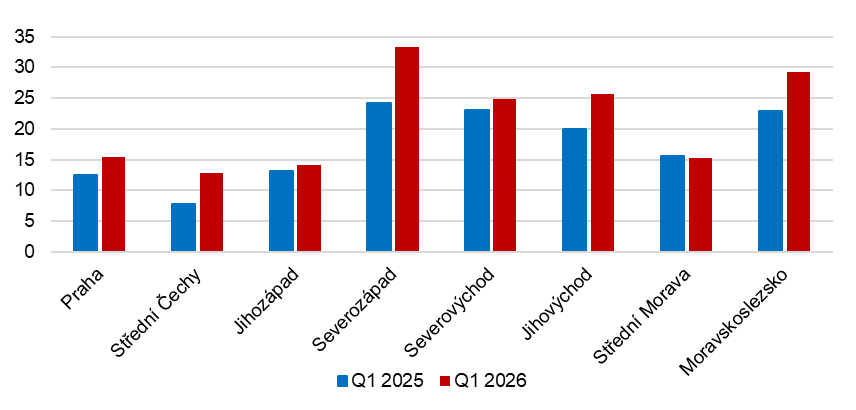 35
30
25
20
15
10
5
0
Praha
Střední Čechy
Jihozápad
Severozápad
Severovýchod
Jihovýchod
Střední Morava
Moravskoslezsko
Q1 2025 Q1 2026